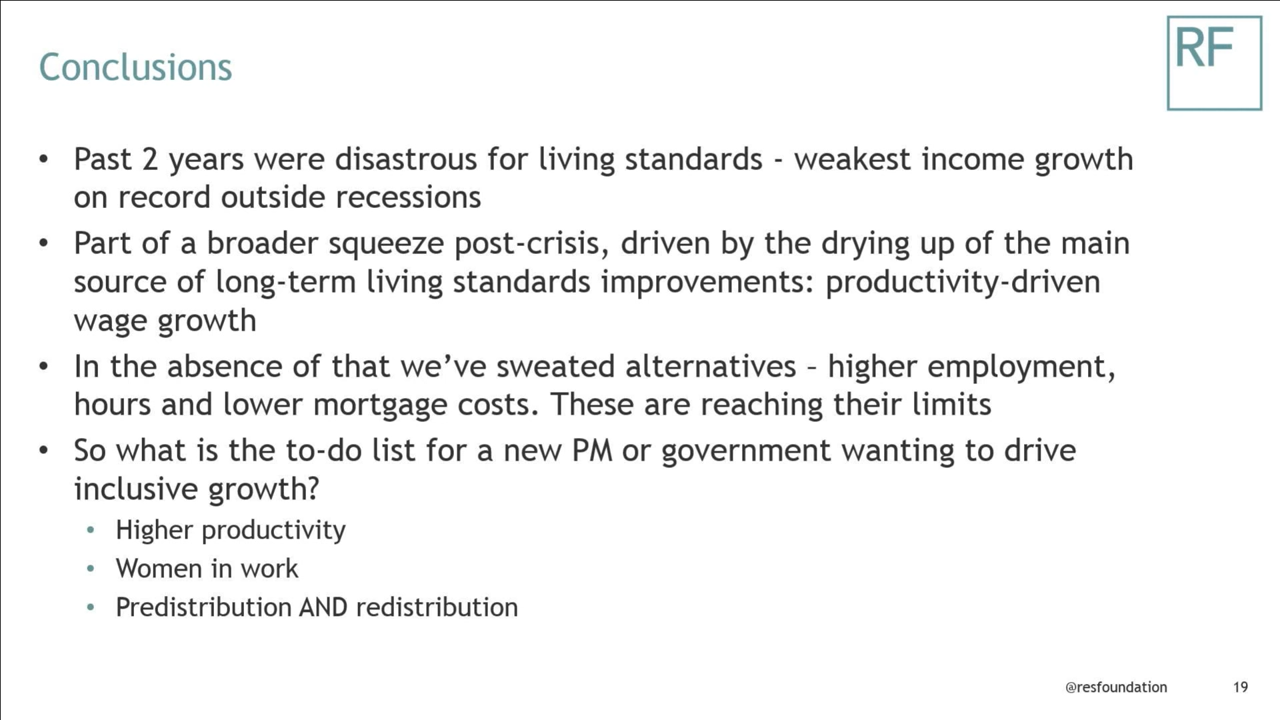 RF
Conclusions
• Past 2 years were disastrous for living standards - weakest income growth
on record outside recessions
• Part of a broader squeeze post-crisis, driven by the drying up of the main
source of long-term living standards improvements: productivity-driven
wage growth
• In the absence of that we’ve sweated alternatives – higher employment,
hours and lower mortgage costs. These are reaching their limits
• So what is the to-do list for a new PM or government wanting to drive
inclusive growth?
• Higher productivity
• Women in work
• Predistribution AND redistribution
@resfoundation
19